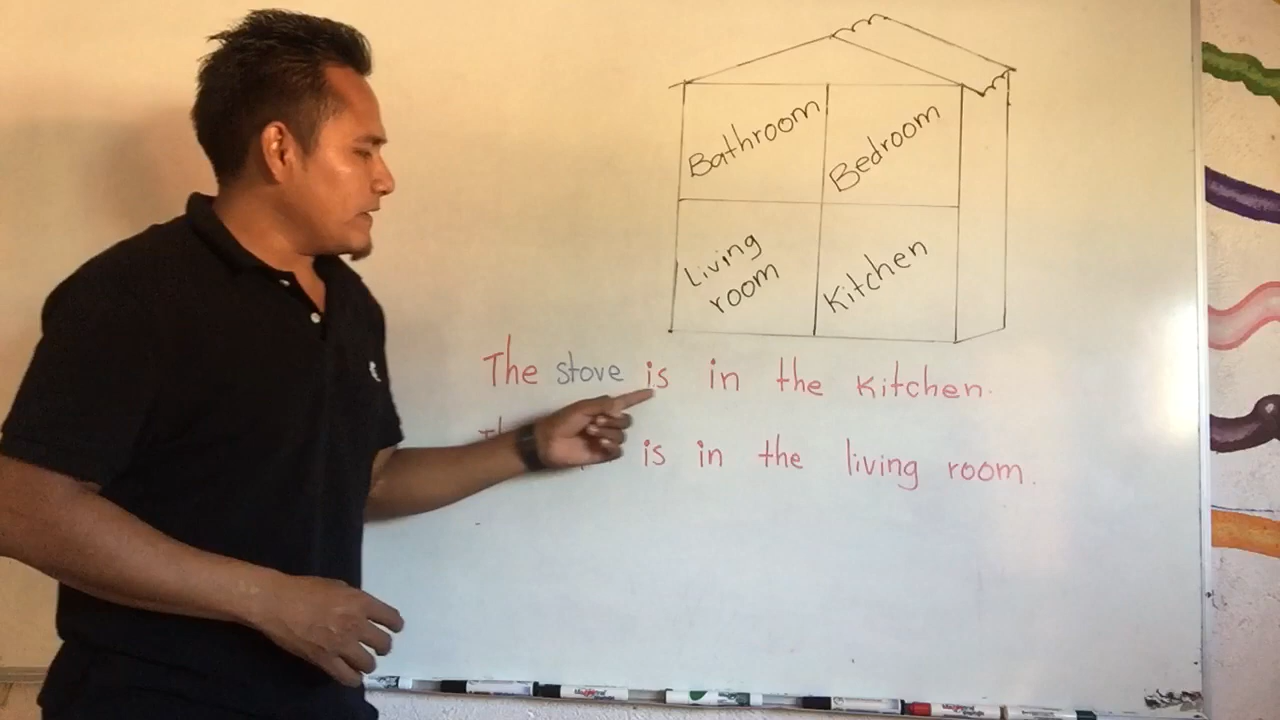 Bathroom
Bedroom
Living
room
Kitchen
The stove is in the kitchen.
is in the living room.